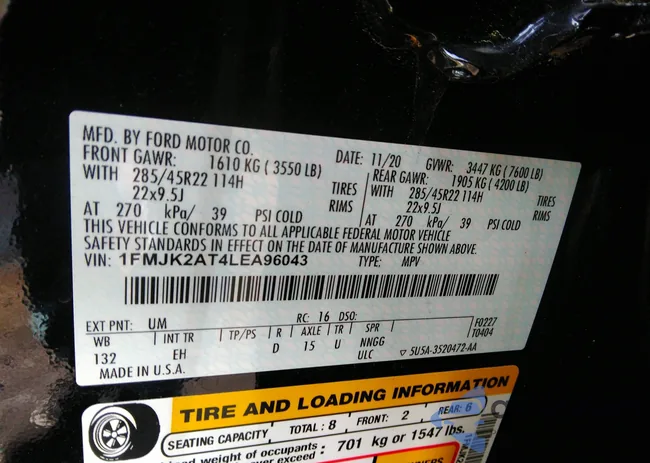 MFD. BY FORD MOTOR CO. DATE: 11/20 GVWR: 3447 KG ( 7600 LB)
FRONT GAWR: 1610 KG ( 3550 LB) REAR GAWR: 1905 KG ( 4200 LB)
WITH 285/45R22 114H TIRES WITH 285/45R22 114H TIRES
22x9.5J RIMS 22x9.5J RIMS
AT 270 kPa/ 39 PSI COLD AT 270 kPa/ 39 PSI COLD
THIS VEHICLE CONFORMS TO ALL APPLICABLE FEDERAL MOTOR VEHICLE
SAFETY STANDARDS IN EFFECT ON THE DATE OF MANUFACTURE SHOWN ABOVE.
VIN: 1FMJK2AT4LEA96043 TYPE: MPV
EXT PNT: UM RC: 16 DSO: F0227
WB INT TR TP/PS R AXLE TR SPR T0404
132 EH D 15 U NNGG
ULC 5U5A-3520472-AA
MADE IN U.S.A.
TIRE AND LOADING INFORMATION
SEATING CAPACITY TOTAL : 8 FRONT: 2 REAR: 6
weight of occupants : 701 kg or 1547 lbs.
ever exceed